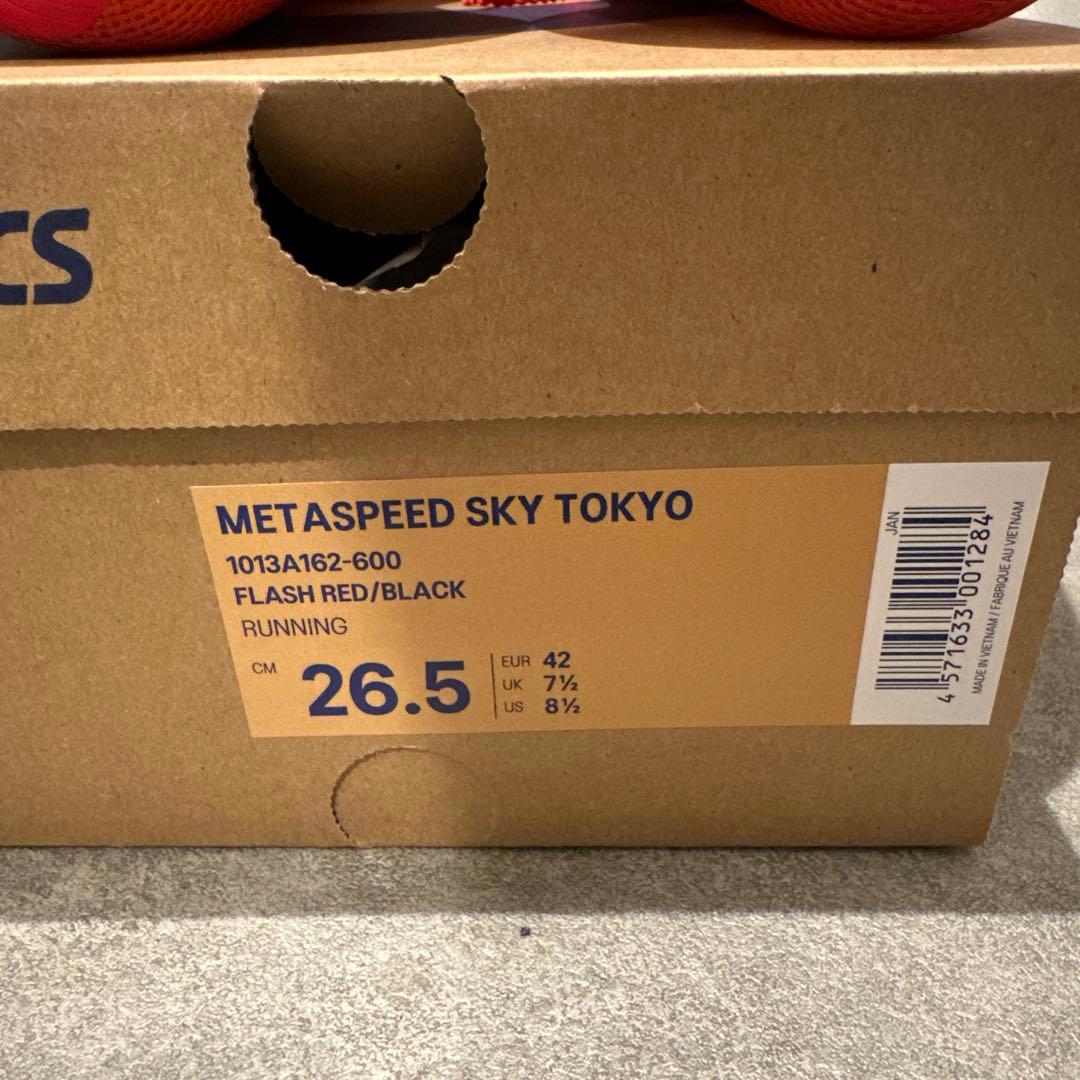 CS
METASPEED SKY TOKYO
1013A162-600
FLASH RED/BLACK
RUNNING
CM 26.5
EUR 42
UK 7½
US 8½
JAN
4 571633 001284
MADE IN VIETNAM / FABRIQUE AU VIETNAM